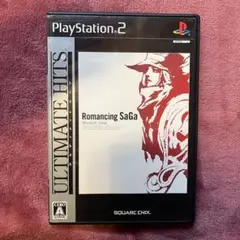 PlayStation 2
ULTIMATE HITS
Romancing SaGa
A
SQUARE ENIX